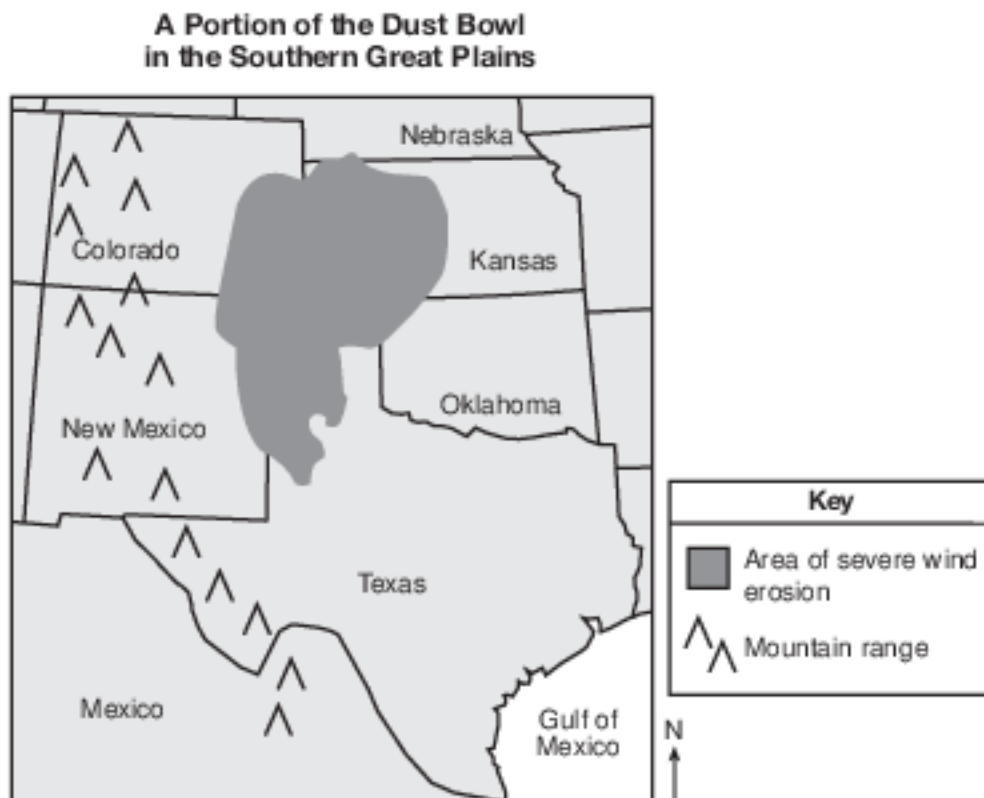 A Portion of the Dust Bowl
in the Southern Great Plains
Nebraska
Colorado
Kansas
New Mexico
Oklahoma
Texas
Mexico
Gulf of
Mexico
Key
Area of severe wind
erosion
Mountain range
N